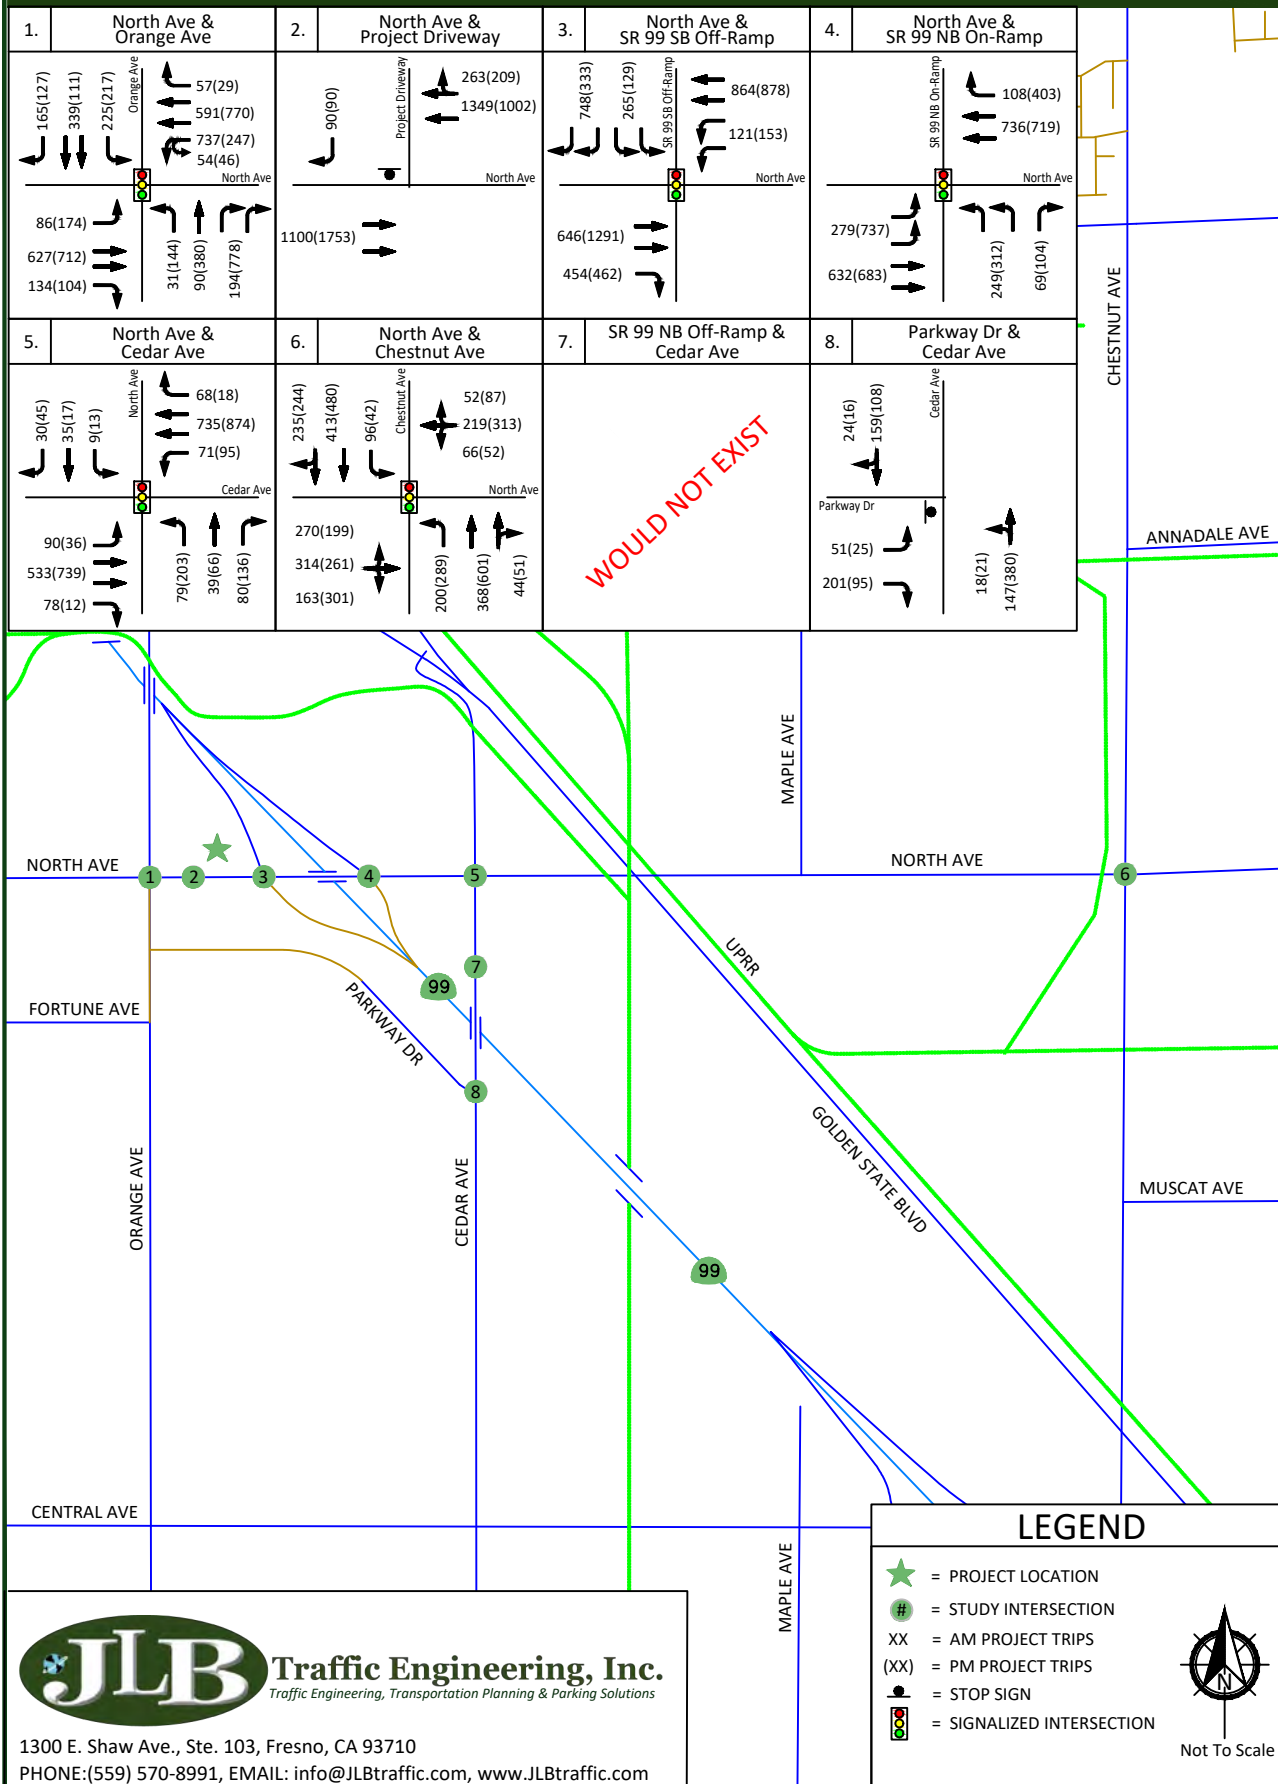 1.
North Ave &
Orange Ave
165(127)
339(111)
225(217)
Orange Ave
57(29)
591(770)
737(247)
54(46)
North Ave
86(174)
627(712)
134(104)
31(144)
90(380)
194(778)
2.
North Ave &
Project Driveway
90(90)
Project Driveway
263(209)
1349(1002)
North Ave
1100(1753)
3.
North Ave &
SR 99 SB Off-Ramp
748(333)
265(129)
SR 99 SB Off-Ramp
864(878)
121(153)
North Ave
646(1291)
454(462)
4.
North Ave &
SR 99 NB On-Ramp
SR 99 NB On-Ramp
108(403)
736(719)
North Ave
279(737)
632(683)
249(312)
69(104)
5.
North Ave &
Cedar Ave
30(45)
35(17)
9(13)
North Ave
68(18)
735(874)
71(95)
Cedar Ave
90(36)
533(739)
78(12)
79(203)
39(66)
80(136)
6.
North Ave &
Chestnut Ave
235(244)
413(480)
96(42)
Chestnut Ave
52(87)
219(313)
66(52)
North Ave
270(199)
314(261)
163(301)
200(289)
368(601)
44(51)
7.
SR 99 NB Off-Ramp &
Cedar Ave
WOULD NOT EXIST
8.
Parkway Dr &
Cedar Ave
24(16)
159(108)
Cedar Ave
Parkway Dr
51(25)
201(95)
18(21)
147(380)
CHESTNUT AVE
ANNADALE AVE
MAPLE AVE
NORTH AVE
NORTH AVE
1
2
3
4
5
6
UPRR
7
99
PARKWAY DR
FORTUNE AVE
8
GOLDEN STATE BLVD
ORANGE AVE
CEDAR AVE
MUSCAT AVE
99
CENTRAL AVE
MAPLE AVE
LEGEND
= PROJECT LOCATION
# = STUDY INTERSECTION
XX = AM PROJECT TRIPS
(XX) = PM PROJECT TRIPS
= STOP SIGN
= SIGNALIZED INTERSECTION
N
Not To Scale
JLB Traffic Engineering, Inc.
Traffic Engineering, Transportation Planning & Parking Solutions
1300 E. Shaw Ave., Ste. 103, Fresno, CA 93710
PHONE:(559) 570-8991, EMAIL: info@JLBtraffic.com, www.JLBtraffic.com